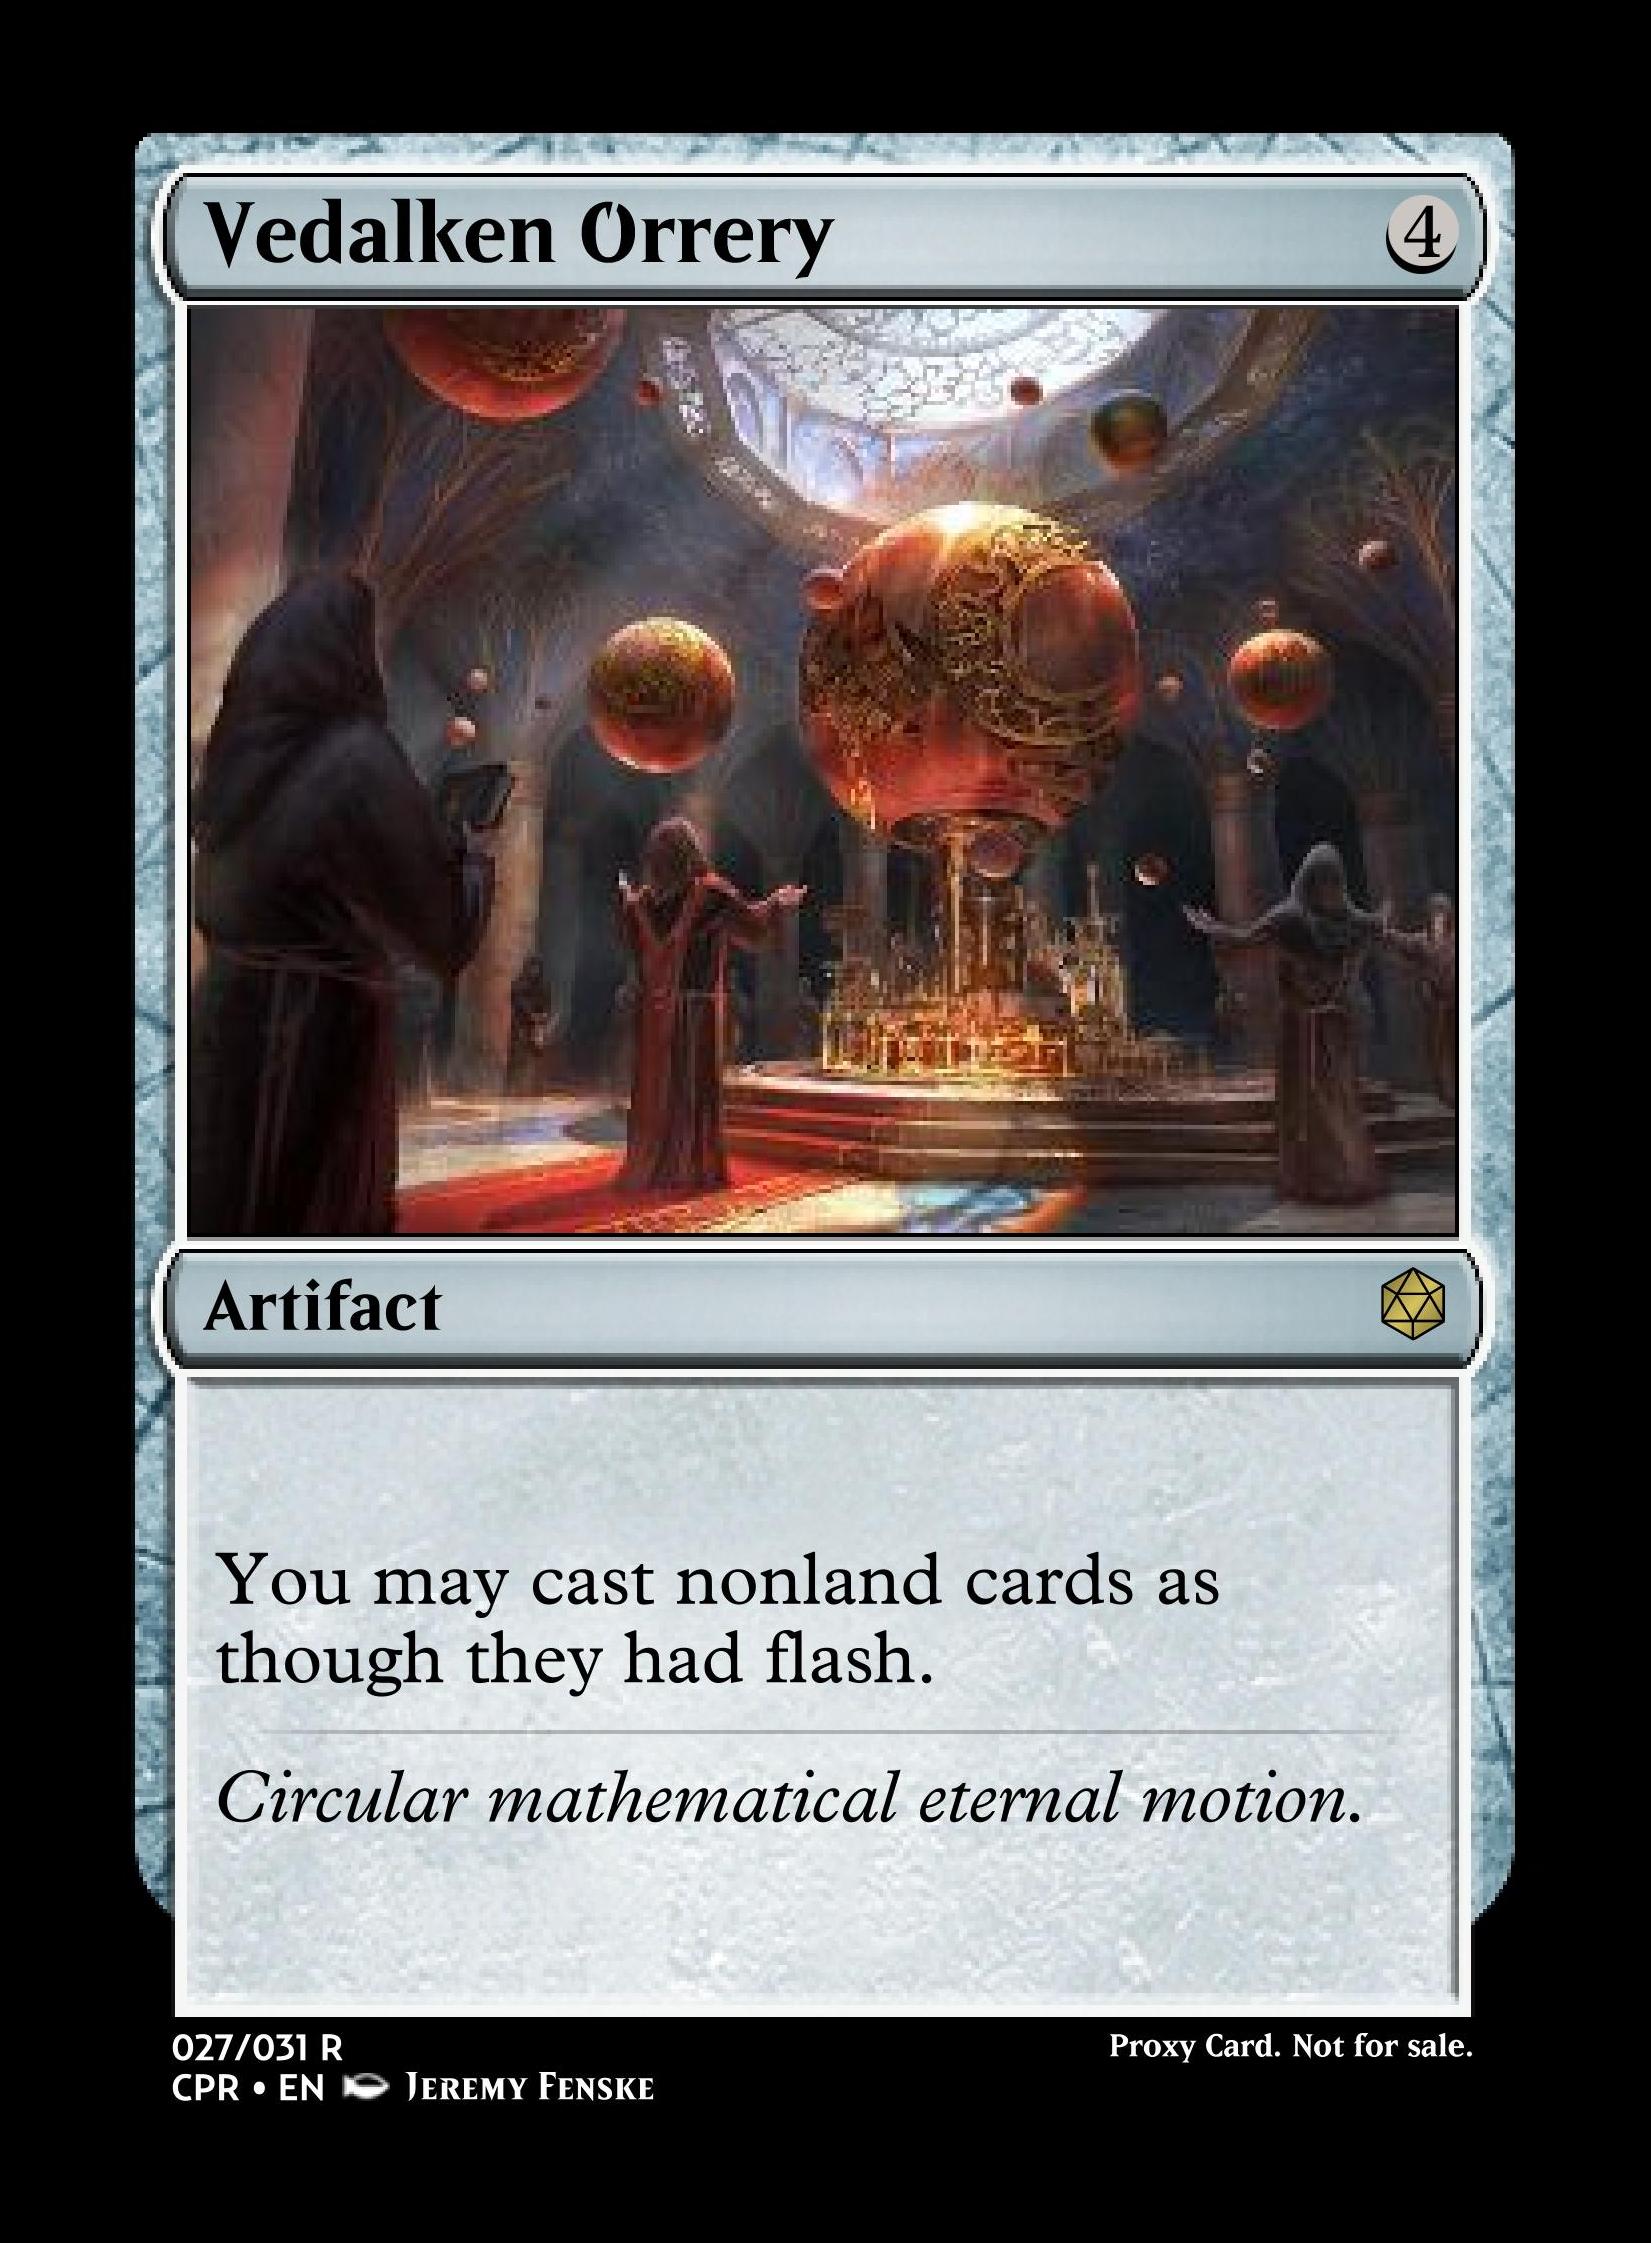 Vedalken Orrery
4
Artifact
You may cast nonland cards as
though they had flash.
Circular mathematical eternal motion.
027/031 R
Proxy Card. Not for sale.
CPR • EN JEREMY FENSKE